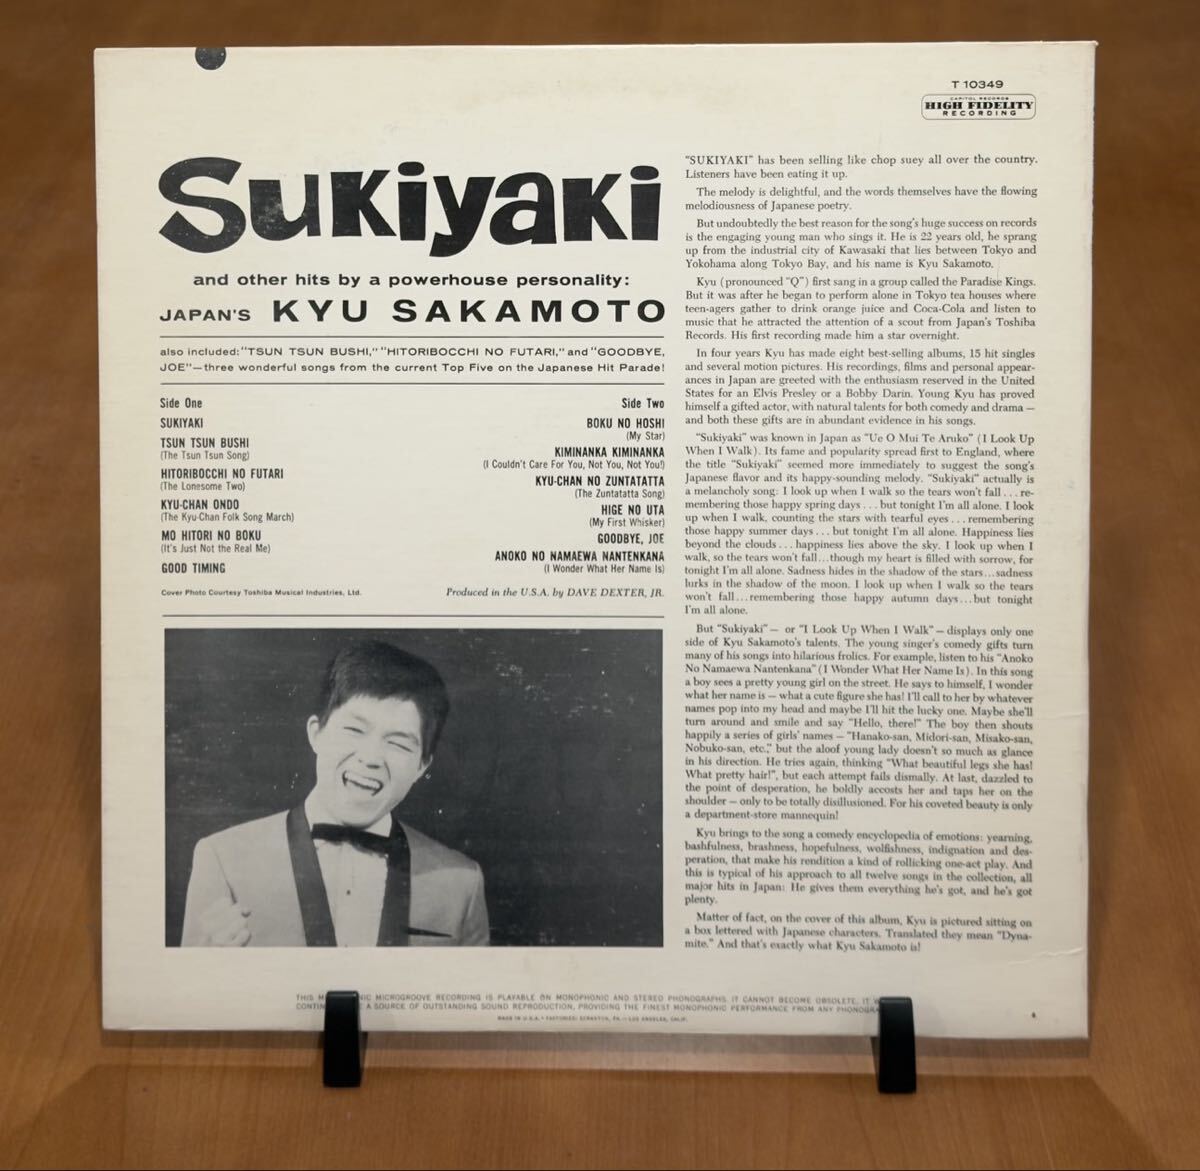 T 10349
CAPITOL RECORDS
HIGH FIDELITY
RECORDING
Sukiyaki
and other hits by a powerhouse personality:
JAPAN'S KYU SAKAMOTO
also included: "TSUN TSUN BUSHI," "HITORIBOCCHI NO FUTARI," and "GOODBYE,
JOE"—three wonderful songs from the current Top Five on the Japanese Hit Parade!
Side One
SUKIYAKI
TSUN TSUN BUSHI
(The Tsun Tsun Song)
HITORIBOCCHI NO FUTARI
(The Lonesome Two)
KYU-CHAN ONDO
(The Kyu-Chan Folk Song March)
MO HITORI NO BOKU
(It's Just Not the Real Me)
GOOD TIMING
Side Two
BOKU NO HOSHI
(My Star)
KIMINANKA KIMINANKA
(I Couldn't Care For You, Not You, Not You!)
KYU-CHAN NO ZUNTATATTA
(The Zuntatatta Song)
HIGE NO UTA
(My First Whisker)
GOODBYE, JOE
ANOKO NO NAMAEWA NANTENKANA
(I Wonder What Her Name Is)
Cover Photo Courtesy Toshiba Musical Industries, Ltd.
Produced in the U.S.A. by DAVE DEXTER, JR.
"SUKIYAKI" has been selling like chop suey all over the country.
Listeners have been eating it up.
The melody is delightful, and the words themselves have the flowing
melodiousness of Japanese poetry.
But undoubtedly the best reason for the song's huge success on records
is the engaging young man who sings it. He is 22 years old, he sprang
up from the industrial city of Kawasaki that lies between Tokyo and
Yokohama along Tokyo Bay, and his name is Kyu Sakamoto.
Kyu (pronounced "Q") first sang in a group called the Paradise Kings.
But it was after he began to perform alone in Tokyo tea houses where
teen-agers gather to drink orange juice and Coca-Cola and listen to
music that he attracted the attention of a scout from Japan's Toshiba
Records. His first recording made him a star overnight.
In four years Kyu has made eight best-selling albums, 15 hit singles
and several motion pictures. His recordings, films and personal appear-
ances in Japan are greeted with the enthusiasm reserved in the United
States for an Elvis Presley or a Bobby Darin. Young Kyu has proved
himself a gifted actor, with natural talents for both comedy and drama —
and both these gifts are in abundant evidence in his songs.
"Sukiyaki" was known in Japan as "Ue O Mui Te Aruko" (I Look Up
When I Walk). Its fame and popularity spread first to England, where
the title "Sukiyaki" seemed more immediately to suggest the song's
Japanese flavor and its happy-sounding melody. "Sukiyaki" actually is
a melancholy song: I look up when I walk so the tears won't fall . . . re-
membering those happy spring days . . . but tonight I'm all alone. I look
up when I walk, counting the stars with tearful eyes . . . remembering
those happy summer days . . . but tonight I'm all alone. Happiness lies
beyond the clouds . . . happiness lies above the sky. I look up when I
walk, so the tears won't fall . . . though my heart is filled with sorrow, for
tonight I'm all alone. Sadness hides in the shadow of the stars . . . sadness
lurks in the shadow of the moon. I look up when I walk so the tears
won't fall . . . remembering those happy autumn days . . . but tonight
I'm all alone.
But "Sukiyaki" — or "I Look Up When I Walk" — displays only one
side of Kyu Sakamoto's talents. The young singer's comedy gifts turn
many of his songs into hilarious frolics. For example, listen to his "Anoko
No Namaewa Nantenkana" (I Wonder What Her Name Is). In this song
a boy sees a pretty young girl on the street. He says to himself, I wonder
what her name is — what a cute figure she has! I'll call to her by whatever
names pop into my head and maybe I'll hit the lucky one. Maybe she'll
turn around and smile and say "Hello, there!" The boy then shouts
happily a series of girls' names — "Hanako-san, Midori-san, Misako-san,
Nobuko-san, etc.," but the aloof young lady doesn't so much as glance
in his direction. He tries again, thinking "What beautiful legs she has!
What pretty hair!", but each attempt fails dismally. At last, dazzled to
the point of desperation, he boldly accosts her and taps her on the
shoulder — only to be totally disillusioned. For his coveted beauty is only
a department-store mannequin!
Kyu brings to the song a comedy encyclopedia of emotions: yearning,
bashfulness, brashness, hopefulness, wolfishness, indignation and des-
peration, that make his rendition a kind of rollicking one-act play. And
this is typical of his approach to all twelve songs in the collection, all
major hits in Japan: He gives them everything he's got, and he's got
plenty.
Matter of fact, on the cover of this album, Kyu is pictured sitting on
a box lettered with Japanese characters. Translated they mean "Dyna-
mite." And that's exactly what Kyu Sakamoto is!
THIS M NIC MICROGROOVE RECORDING IS PLAYABLE ON MONOPHONIC AND STEREO PHONOGRAPHS. IT CANNOT BECOME OBSOLETE. IT W
CONTIN A SOURCE OF OUTSTANDING SOUND REPRODUCTION, PROVIDING THE FINEST MONOPHONIC PERFORMANCE FROM ANY PHONOGRA
MADE IN U.S.A. • FACTORIES: SCRANTON, PA. — LOS ANGELES, CALIF.